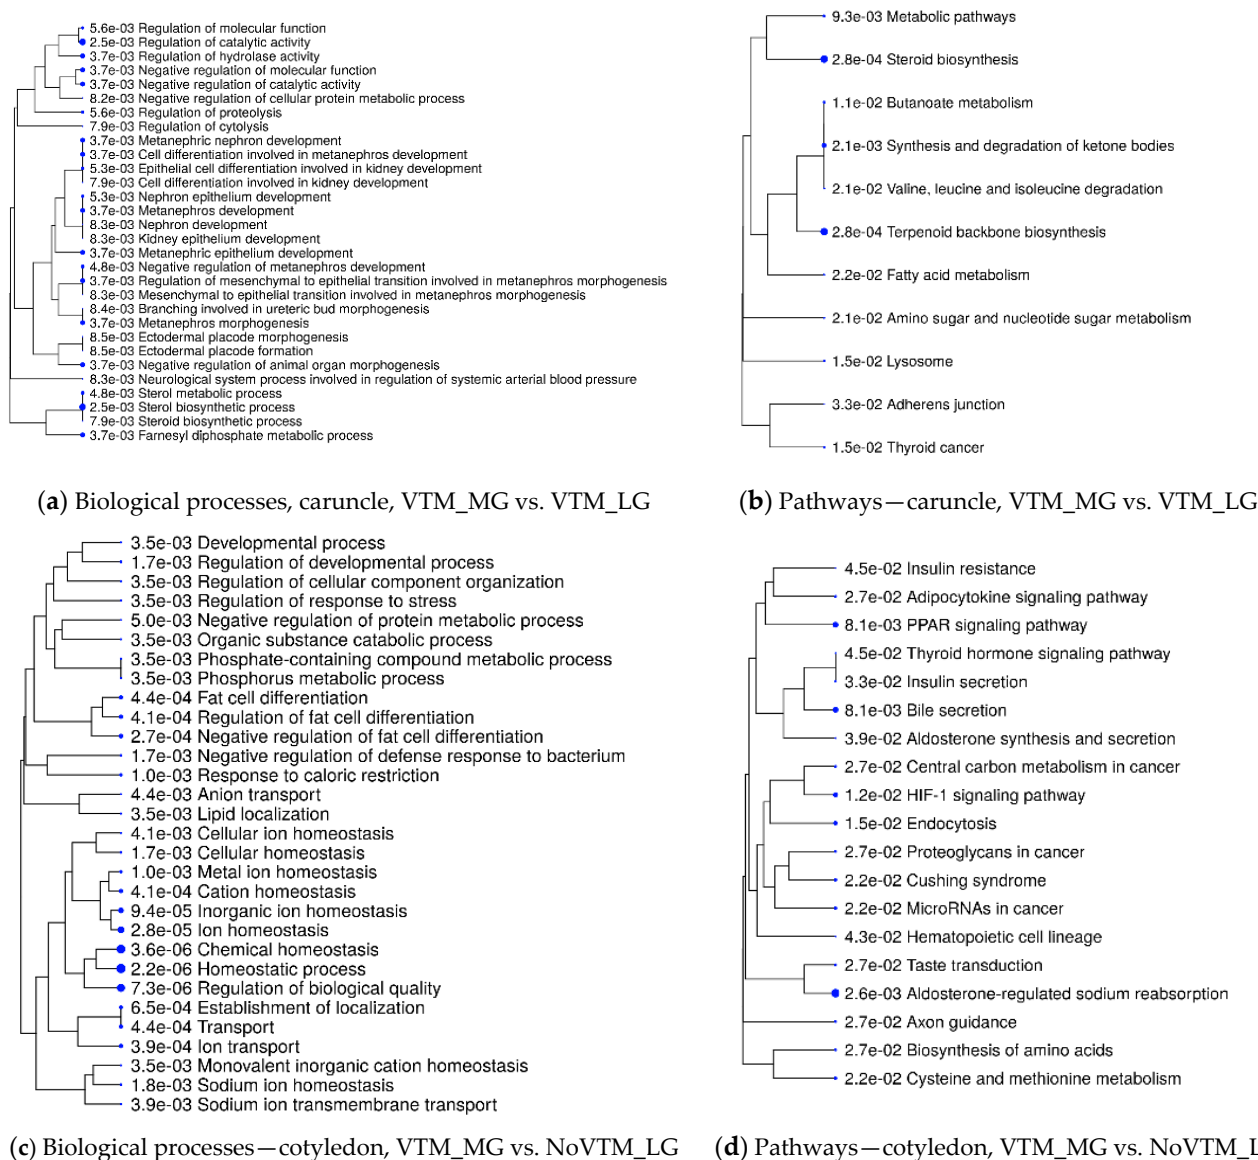 5.6e-03 Regulation of molecular function
2.5e-03 Regulation of catalytic activity
3.7e-03 Regulation of hydrolase activity
3.7e-03 Negative regulation of molecular function
3.7e-03 Negative regulation of catalytic activity
8.2e-03 Negative regulation of cellular protein metabolic process
5.6e-03 Regulation of proteolysis
7.9e-03 Regulation of cytolysis
3.7e-03 Metanephric nephron development
3.7e-03 Cell differentiation involved in metanephros development
5.3e-03 Epithelial cell differentiation involved in kidney development
7.9e-03 Cell differentiation involved in kidney development
5.3e-03 Nephron epithelium development
3.7e-03 Metanephros development
8.3e-03 Nephron development
8.3e-03 Kidney epithelium development
3.7e-03 Metanephric epithelium development
4.8e-03 Negative regulation of metanephros development
3.7e-03 Regulation of mesenchymal to epithelial transition involved in metanephros morphogenesis
8.3e-03 Mesenchymal to epithelial transition involved in metanephros morphogenesis
8.4e-03 Branching involved in ureteric bud morphogenesis
3.7e-03 Metanephros morphogenesis
8.5e-03 Ectodermal placode morphogenesis
8.5e-03 Ectodermal placode formation
3.7e-03 Negative regulation of animal organ morphogenesis
8.3e-03 Neurological system process involved in regulation of systemic arterial blood pressure
4.8e-03 Sterol metabolic process
2.5e-03 Sterol biosynthetic process
7.9e-03 Steroid biosynthetic process
3.7e-03 Farnesyl diphosphate metabolic process
(a) Biological processes, caruncle, VTM_MG vs. VTM_LG
9.3e-03 Metabolic pathways
2.8e-04 Steroid biosynthesis
1.1e-02 Butanoate metabolism
2.1e-03 Synthesis and degradation of ketone bodies
2.1e-02 Valine, leucine and isoleucine degradation
2.8e-04 Terpenoid backbone biosynthesis
2.2e-02 Fatty acid metabolism
2.1e-02 Amino sugar and nucleotide sugar metabolism
1.5e-02 Lysosome
3.3e-02 Adherens junction
1.5e-02 Thyroid cancer
(b) Pathways—caruncle, VTM_MG vs. VTM_LG
3.5e-03 Developmental process
1.7e-03 Regulation of developmental process
3.5e-03 Regulation of cellular component organization
3.5e-03 Regulation of response to stress
5.0e-03 Negative regulation of protein metabolic process
3.5e-03 Organic substance catabolic process
3.5e-03 Phosphate-containing compound metabolic process
3.5e-03 Phosphorus metabolic process
4.4e-04 Fat cell differentiation
4.1e-04 Regulation of fat cell differentiation
2.7e-04 Negative regulation of fat cell differentiation
1.7e-03 Negative regulation of defense response to bacterium
1.0e-03 Response to caloric restriction
4.4e-03 Anion transport
3.5e-03 Lipid localization
4.1e-03 Cellular ion homeostasis
1.7e-03 Cellular homeostasis
1.0e-03 Metal ion homeostasis
4.1e-04 Cation homeostasis
9.4e-05 Inorganic ion homeostasis
2.8e-05 Ion homeostasis
3.6e-06 Chemical homeostasis
2.2e-06 Homeostatic process
7.3e-06 Regulation of biological quality
6.5e-04 Establishment of localization
4.4e-04 Transport
3.9e-04 Ion transport
3.5e-03 Monovalent inorganic cation homeostasis
1.8e-03 Sodium ion homeostasis
3.9e-03 Sodium ion transmembrane transport
(c) Biological processes—cotyledon, VTM_MG vs. NoVTM_LG
4.5e-02 Insulin resistance
2.7e-02 Adipocytokine signaling pathway
8.1e-03 PPAR signaling pathway
4.5e-02 Thyroid hormone signaling pathway
3.3e-02 Insulin secretion
8.1e-03 Bile secretion
3.9e-02 Aldosterone synthesis and secretion
2.7e-02 Central carbon metabolism in cancer
1.2e-02 HIF-1 signaling pathway
1.5e-02 Endocytosis
2.7e-02 Proteoglycans in cancer
2.2e-02 Cushing syndrome
2.2e-02 MicroRNAs in cancer
4.3e-02 Hematopoietic cell lineage
2.7e-02 Taste transduction
2.6e-03 Aldosterone-regulated sodium reabsorption
2.7e-02 Axon guidance
2.7e-02 Biosynthesis of amino acids
2.2e-02 Cysteine and methionine metabolism
(d) Pathways—cotyledon, VTM_MG vs.